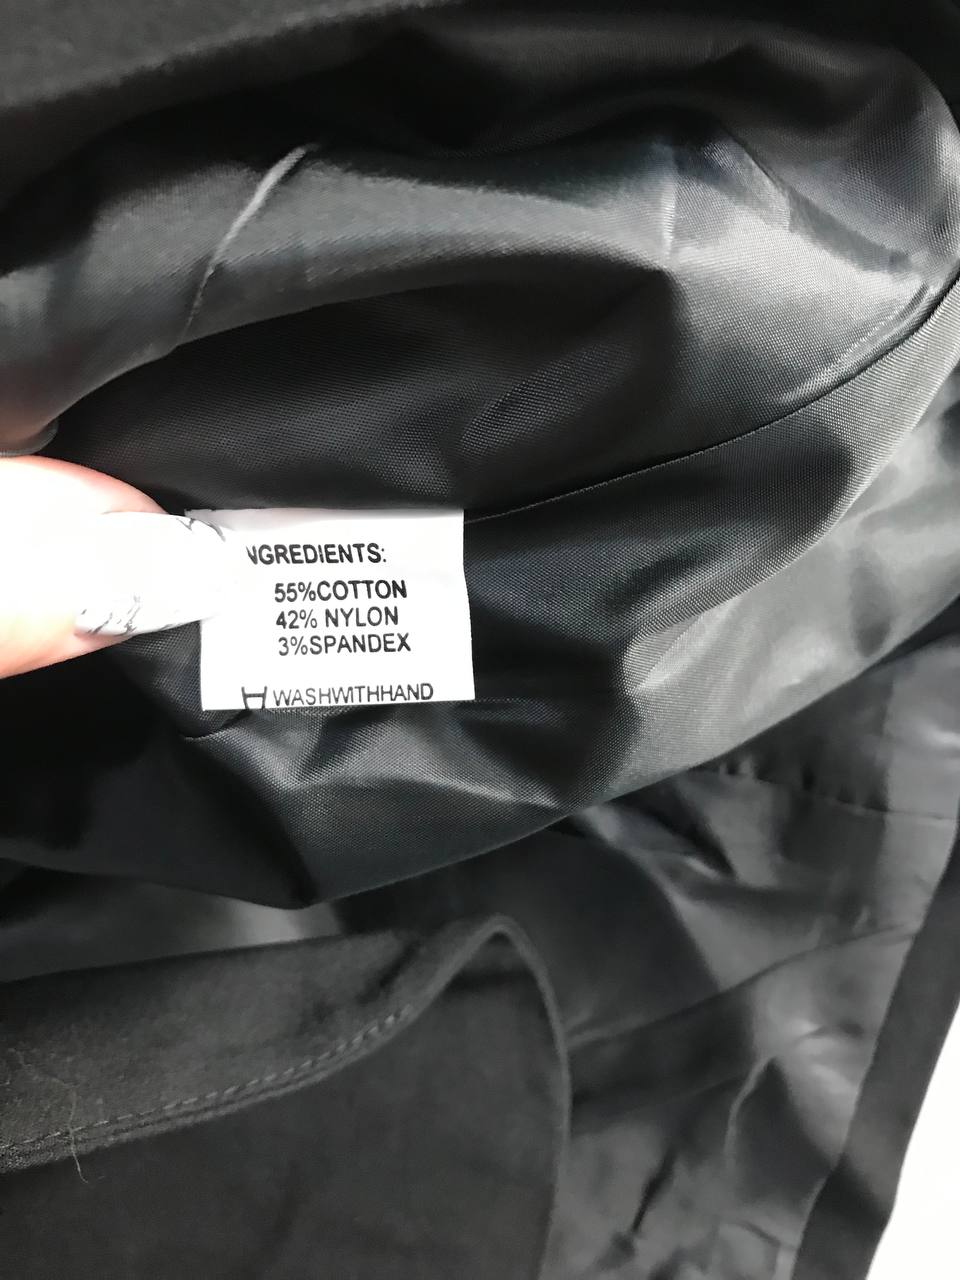 NGREDIENTS:
55%COTTON
42% NYLON
3%SPANDEX
WASHWITHHAND